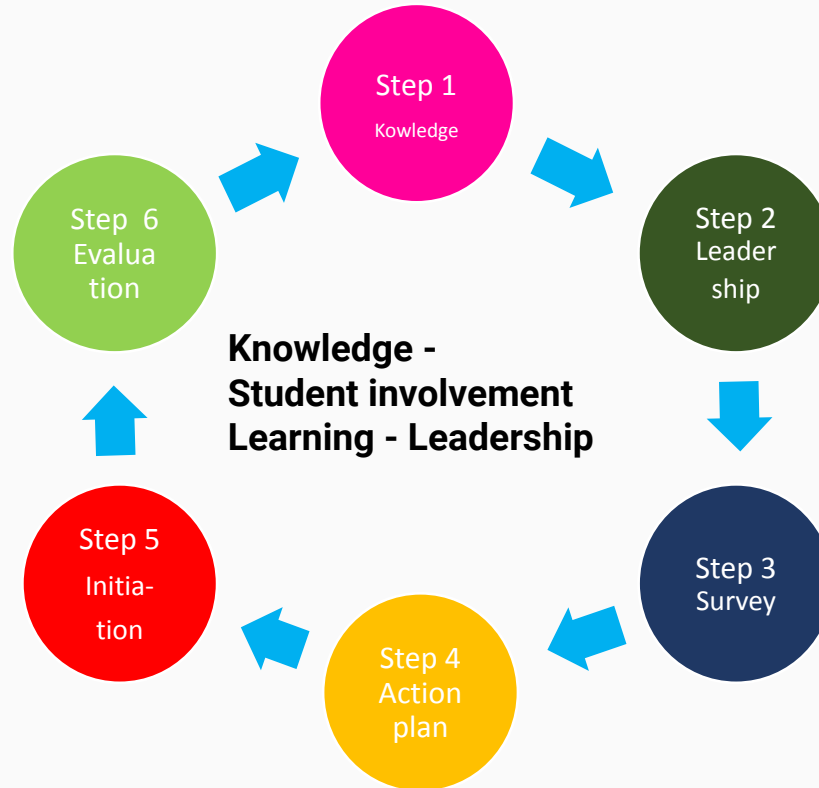 Step 1
Kowledge
Step 2
Leader
ship
Step 3
Survey
Step 4
Action
plan
Step 5
Initia-
tion
Step 6
Evalua
tion
Knowledge -
Student involvement
Learning - Leadership